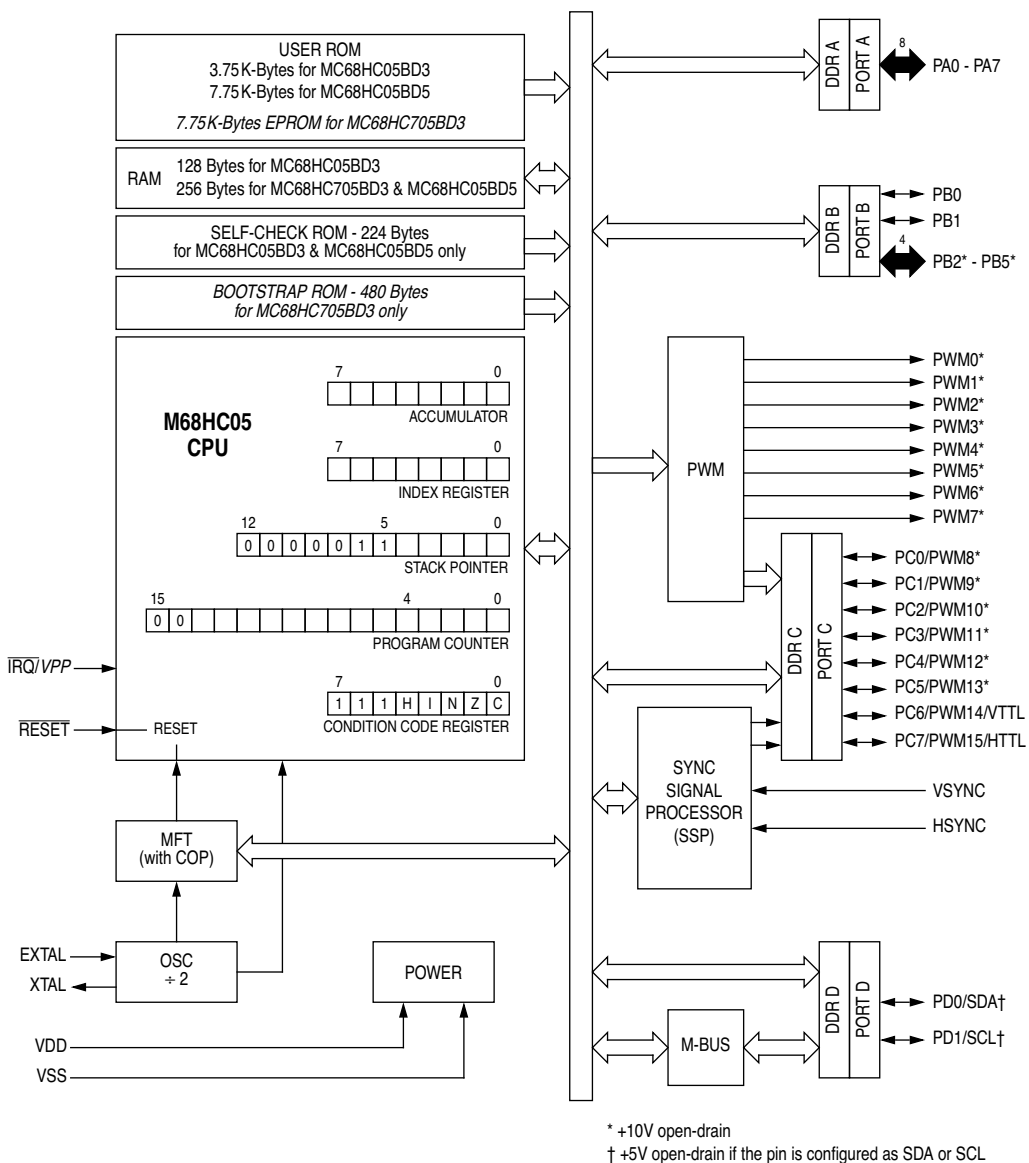 USER ROM
3.75K-Bytes for MC68HC05BD3
7.75K-Bytes for MC68HC05BD5
7.75K-Bytes EPROM for MC68HC705BD3
RAM
128 Bytes for MC68HC05BD3
256 Bytes for MC68HC705BD3 & MC68HC05BD5
SELF-CHECK ROM - 224 Bytes
for MC68HC05BD3 & MC68HC05BD5 only
BOOTSTRAP ROM - 480 Bytes
for MC68HC705BD3 only
M68HC05
CPU
7 0
ACCUMULATOR
7 0
INDEX REGISTER
12 5 0
0 0 0 0 0 1 1
STACK POINTER
15 4 0
0 0
PROGRAM COUNTER
7 0
1 1 1 H I N Z C
CONDITION CODE REGISTER
IRQ/VPP
RESET
RESET
MFT
(with COP)
EXTAL
XTAL
OSC
÷ 2
POWER
VDD
VSS
DDR A
PORT A
8
PA0 - PA7
DDR B
PORT B
PB0
PB1
4
PB2* - PB5*
PWM
PWM0*
PWM1*
PWM2*
PWM3*
PWM4*
PWM5*
PWM6*
PWM7*
DDR C
PORT C
PC0/PWM8*
PC1/PWM9*
PC2/PWM10*
PC3/PWM11*
PC4/PWM12*
PC5/PWM13*
PC6/PWM14/VTTL
PC7/PWM15/HTTL
SYNC
SIGNAL
PROCESSOR
(SSP)
VSYNC
HSYNC
DDR D
PORT D
PD0/SDA†
PD1/SCL†
M-BUS
* +10V open-drain
† +5V open-drain if the pin is configured as SDA or SCL